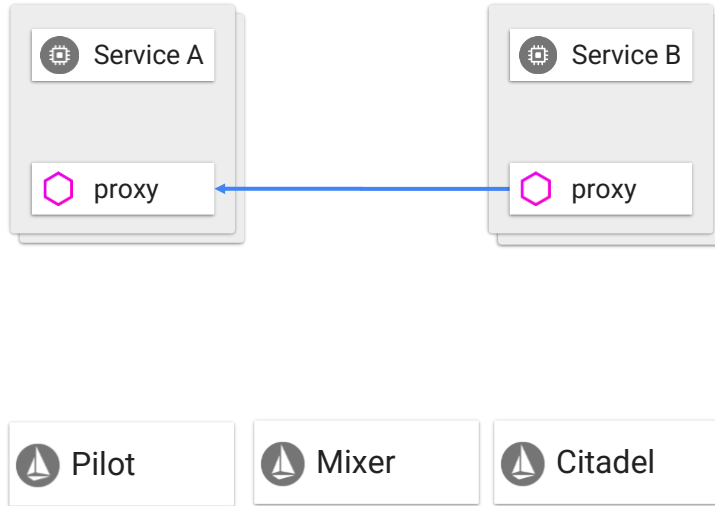 Service A
Service B
proxy
proxy
Pilot
Mixer
Citadel